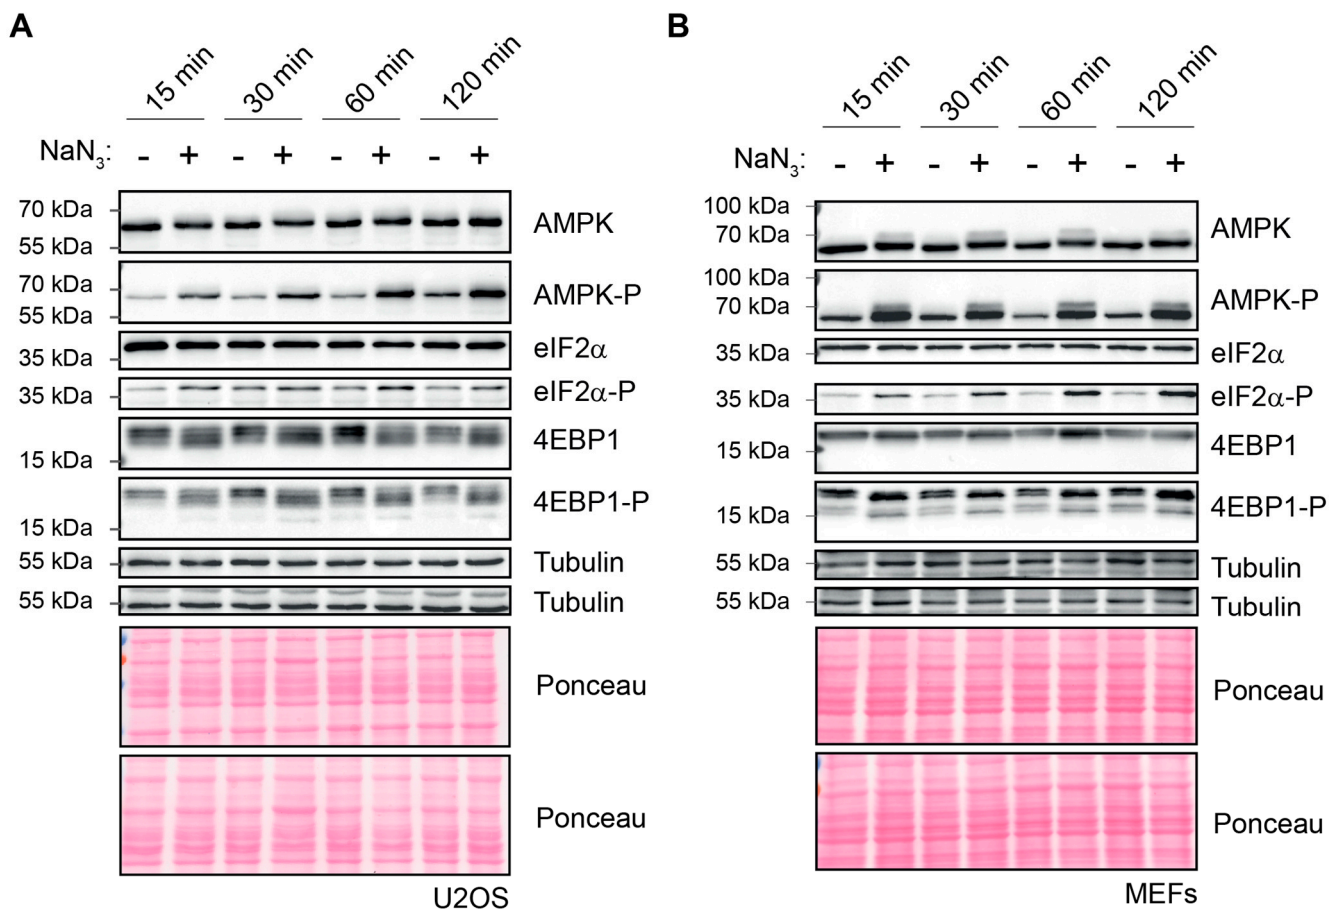 A
15 min 30 min 60 min 120 min
NaN3: - + - + - + - +
70 kDa
55 kDa
AMPK
70 kDa
55 kDa
AMPK-P
35 kDa
eIF2α
35 kDa
eIF2α-P
15 kDa
4EBP1
15 kDa
4EBP1-P
55 kDa
Tubulin
55 kDa
Tubulin
Ponceau
Ponceau
U2OS
B
15 min 30 min 60 min 120 min
NaN3: - + - + - + - +
100 kDa
70 kDa
AMPK
100 kDa
70 kDa
AMPK-P
35 kDa
eIF2α
35 kDa
eIF2α-P
15 kDa
4EBP1
15 kDa
4EBP1-P
55 kDa
Tubulin
55 kDa
Tubulin
Ponceau
Ponceau
MEFs